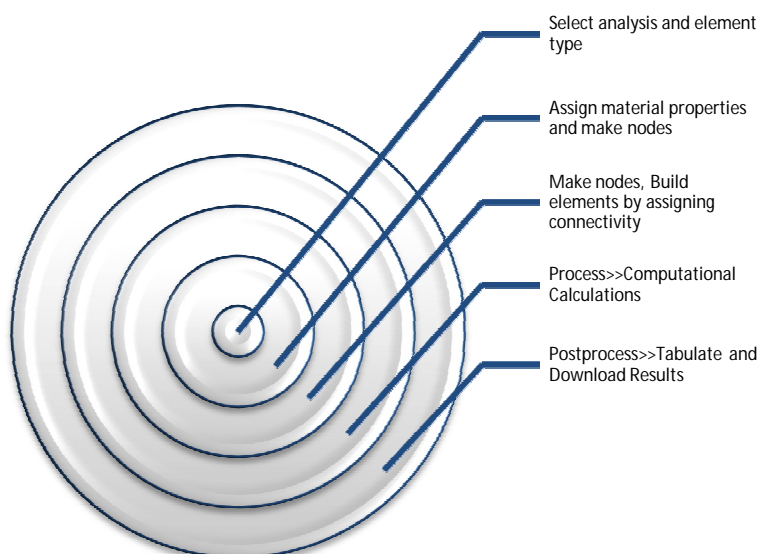 Select analysis and element
type
Assign material properties
and make nodes
Make nodes, Build
elements by assigning
connectivity
Process>>Computational
Calculations
Postprocess>>Tabulate and
Download Results